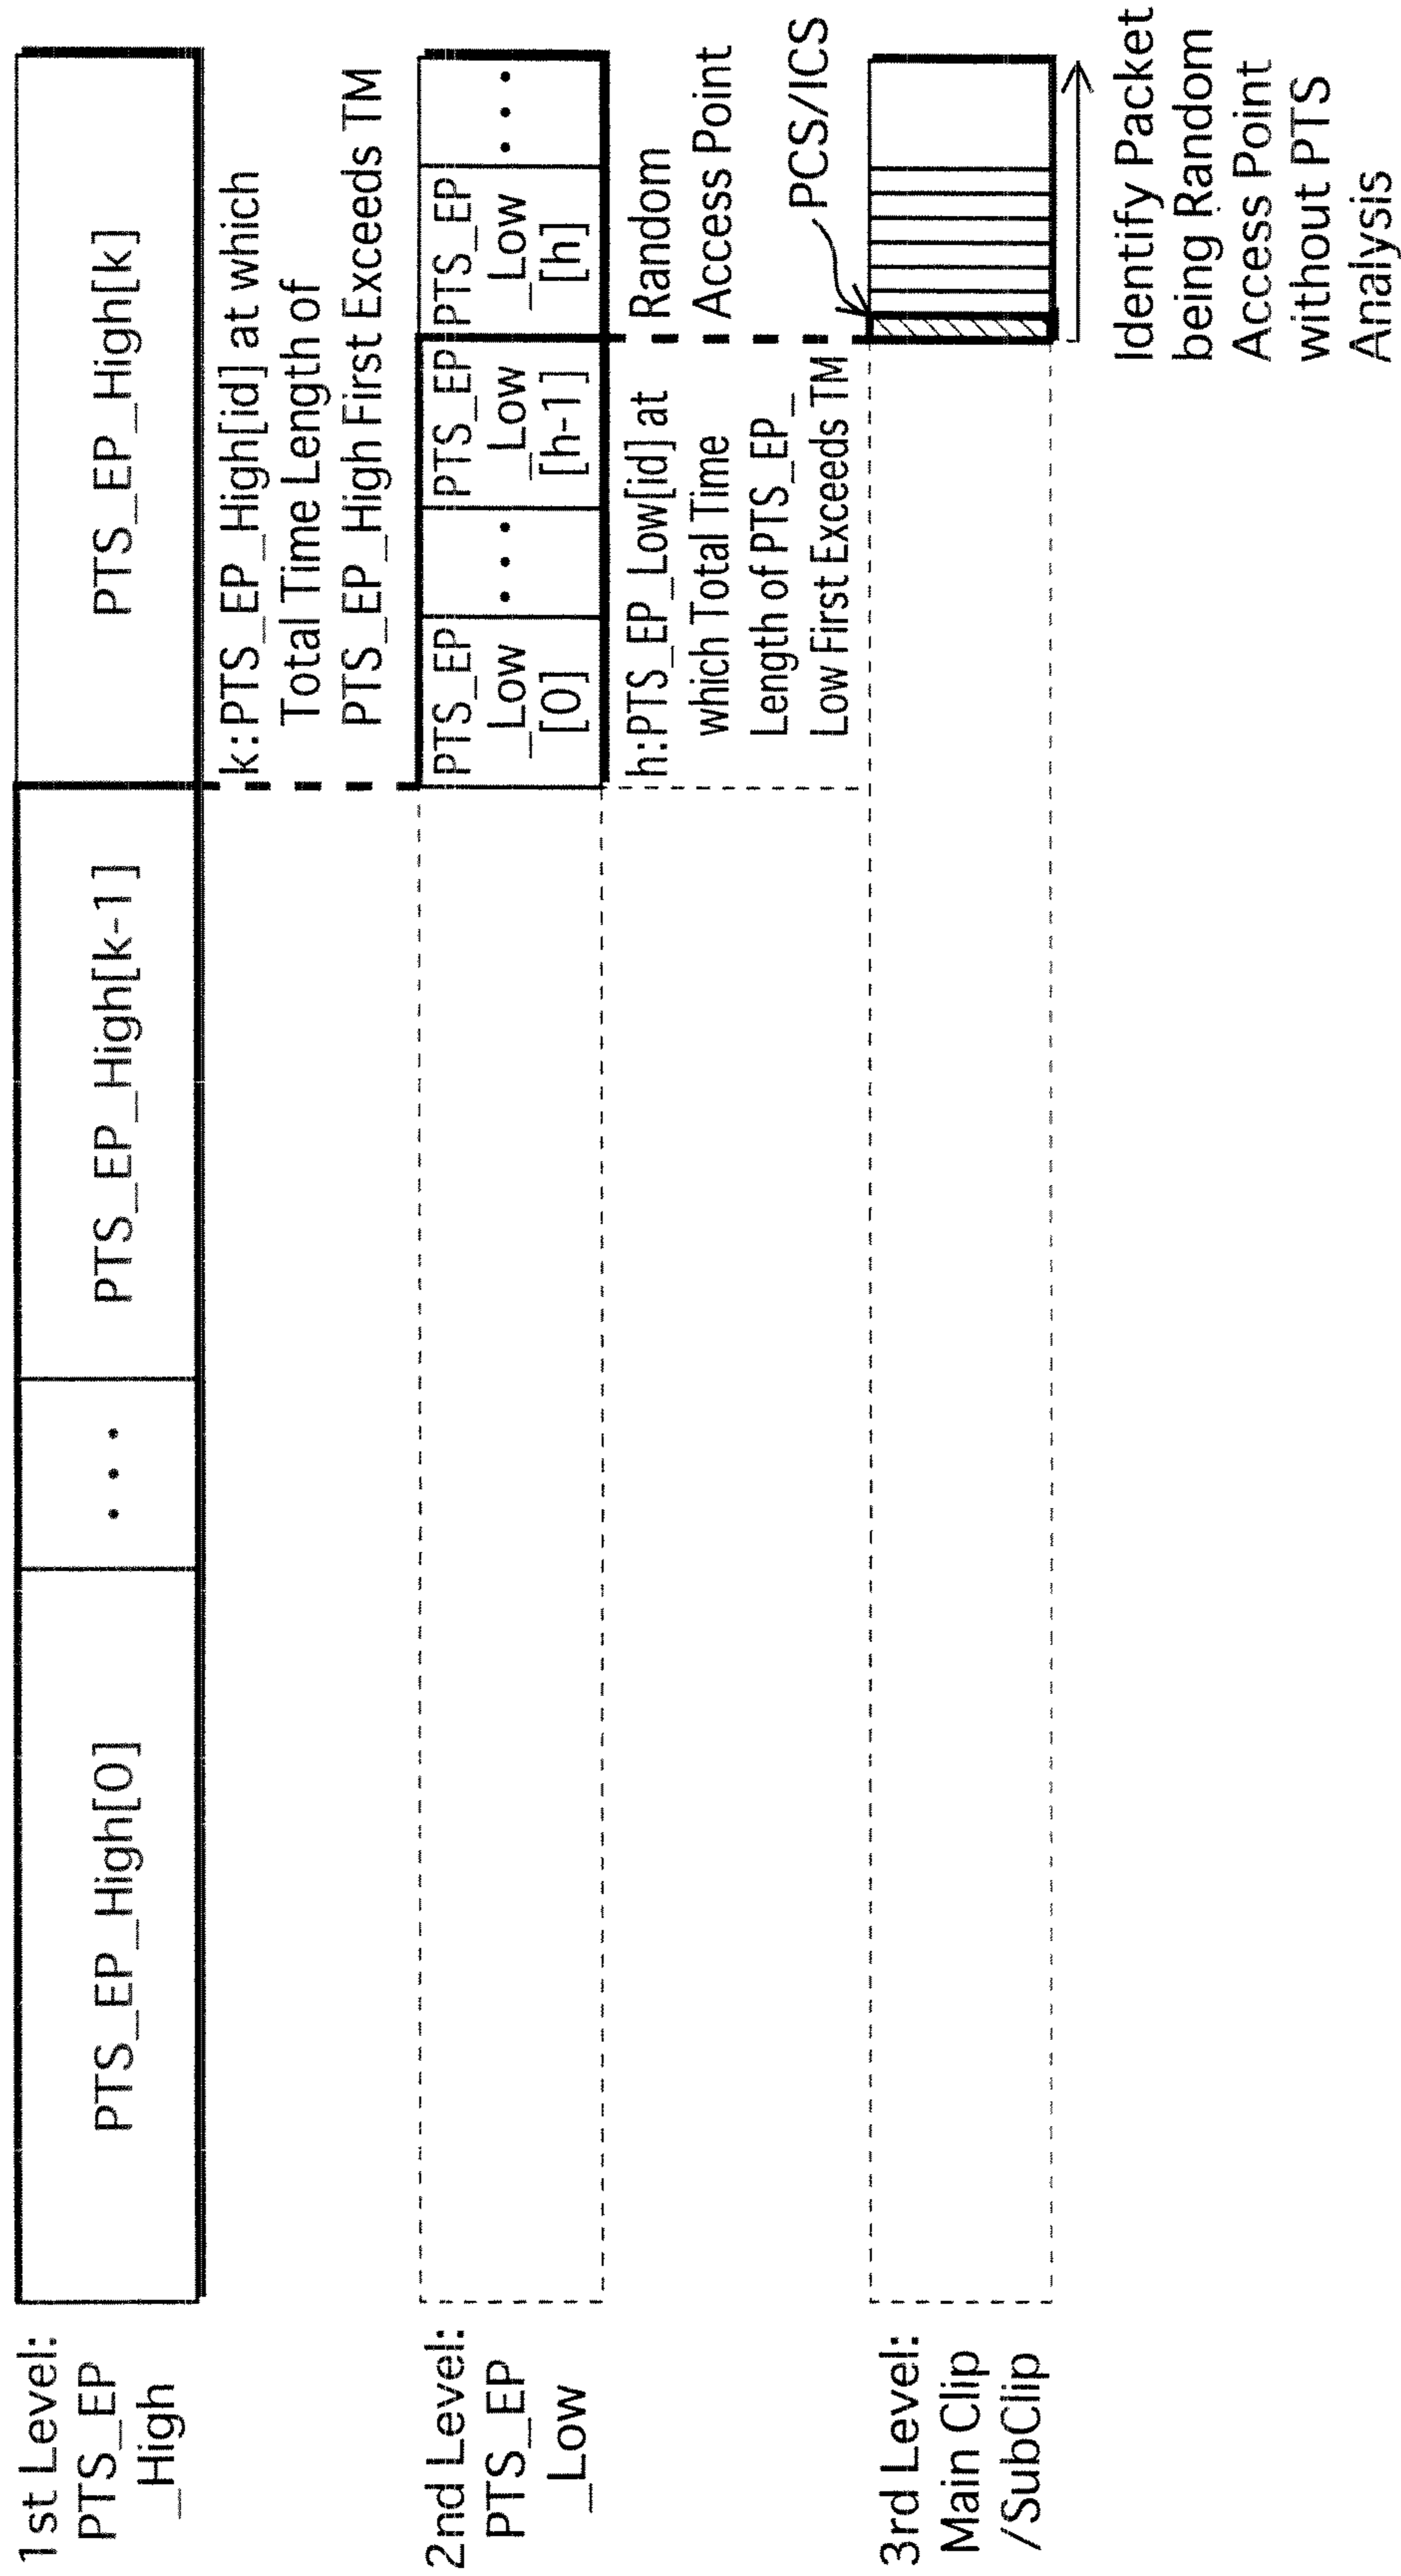 1st Level:
PTS_EP
_High
PTS_EP_High[0]
• • •
PTS_EP_High[k-1]
PTS_EP_High[k]
k:PTS_EP_High[id] at which
Total Time Length of
PTS_EP_High First Exceeds TM
2nd Level:
PTS_EP
_Low
PTS_EP
_Low
[0]
• • •
PTS_EP
_Low
[h-1]
PTS_EP
_Low
[h]
• • •
h:PTS_EP_Low[id] at
which Total Time
Length of PTS_EP_
Low First Exceeds TM
Random
Access Point
PCS/ICS
3rd Level:
Main Clip
/SubClip
Identify Packet
being Random
Access Point
without PTS
Analysis